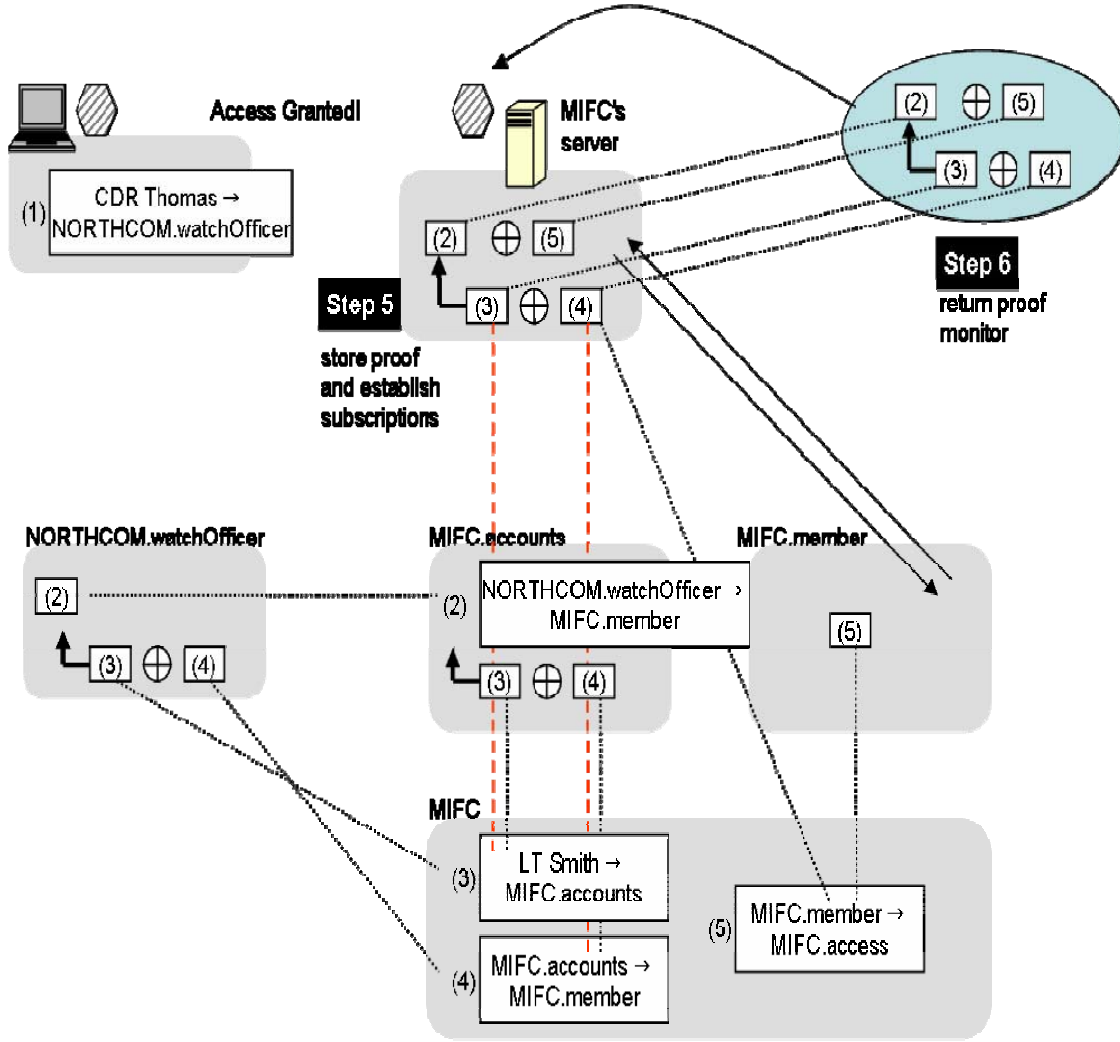 Access Granted!
MIFC's
server
(1)
CDR Thomas →
NORTHCOM.watchOfficer
(2) (5)
(3) (4)
(2) (5)
(3) (4)
Step 5
store proof
and establish
subscriptions
Step 6
return proof
monitor
NORTHCOM.watchOfficer
(2)
(3) (4)
MIFC.accounts
(2)
NORTHCOM.watchOfficer →
MIFC.member
(3) (4)
MIFC.member
(5)
MIFC
(3)
LT Smith →
MIFC.accounts
(4)
MIFC.accounts →
MIFC.member
(5)
MIFC.member →
MIFC.access